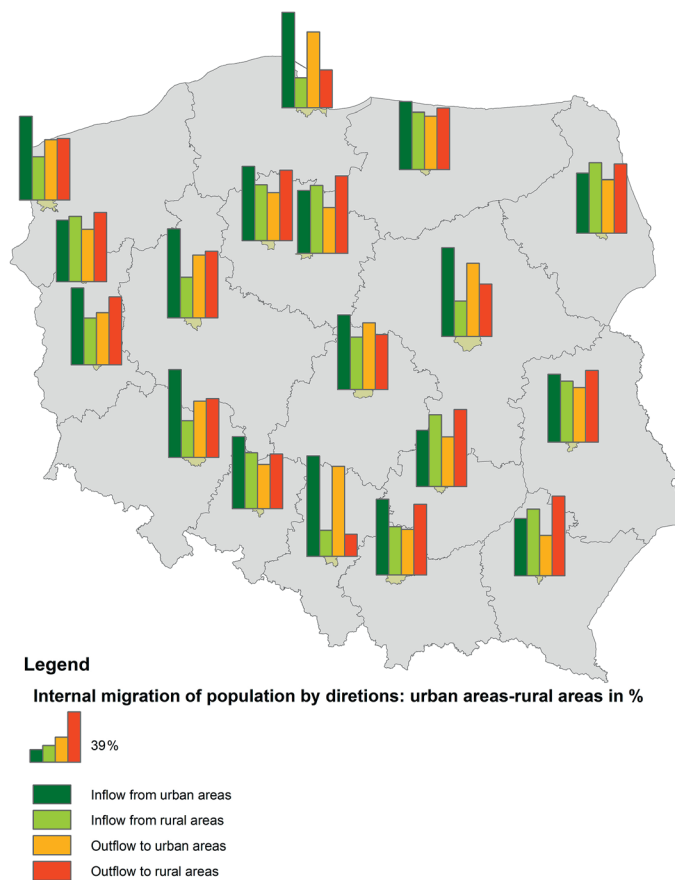 Legend
Internal migration of population by diretions: urban areas-rural areas in %
39%
Inflow from urban areas
Inflow from rural areas
Outflow to urban areas
Outflow to rural areas